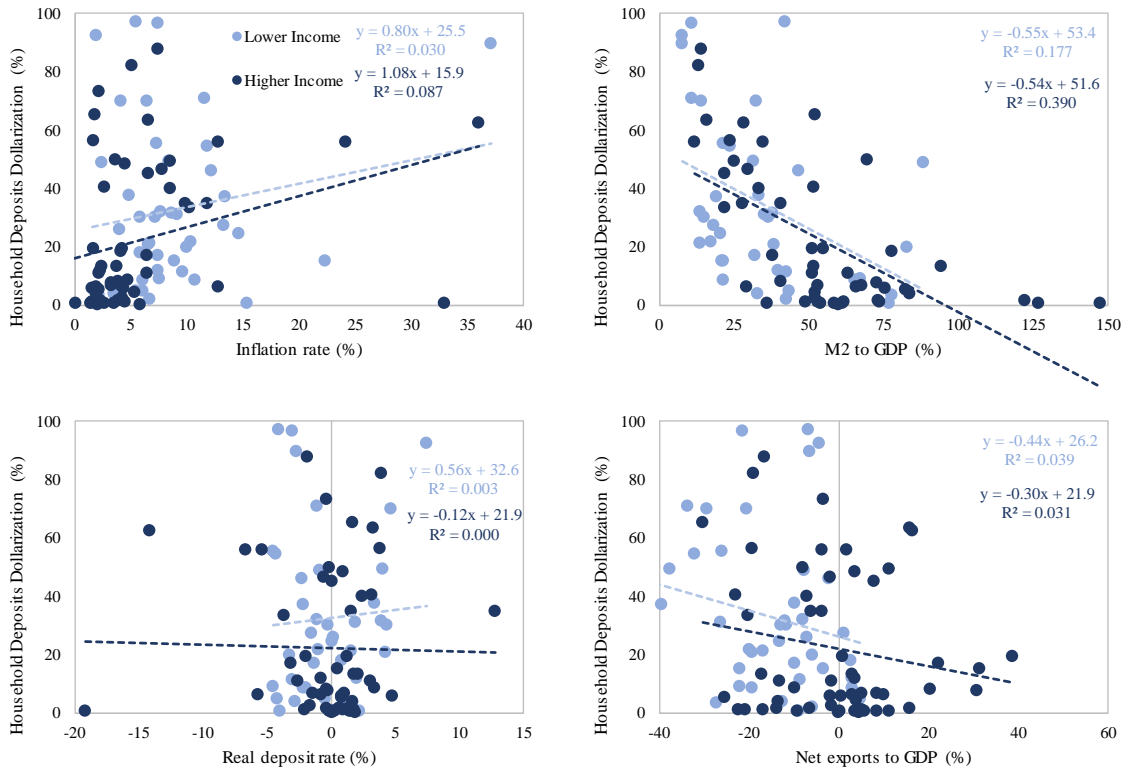 100
80
60
40
20
0
Household Deposits Dollarization (%)
Lower Income
y = 0.80x + 25.5
R² = 0.030
Higher Income
y = 1.08x + 15.9
R² = 0.087
0 5 10 15 20 25 30 35 40
Inflation rate (%)
100
80
60
40
20
0
Household Deposits Dollarization (%)
y = -0.55x + 53.4
R² = 0.177
y = -0.54x + 51.6
R² = 0.390
0 25 50 75 100 125 150
M2 to GDP (%)
100
80
60
40
20
0
Household Deposits Dollarization (%)
y = 0.56x + 32.6
R² = 0.003
y = -0.12x + 21.9
R² = 0.000
-20 -15 -10 -5 0 5 10 15
Real deposit rate (%)
100
80
60
40
20
0
Household Deposits Dollarization (%)
y = -0.44x + 26.2
R² = 0.039
y = -0.30x + 21.9
R² = 0.031
-40 -20 0 20 40 60
Net exports to GDP (%)